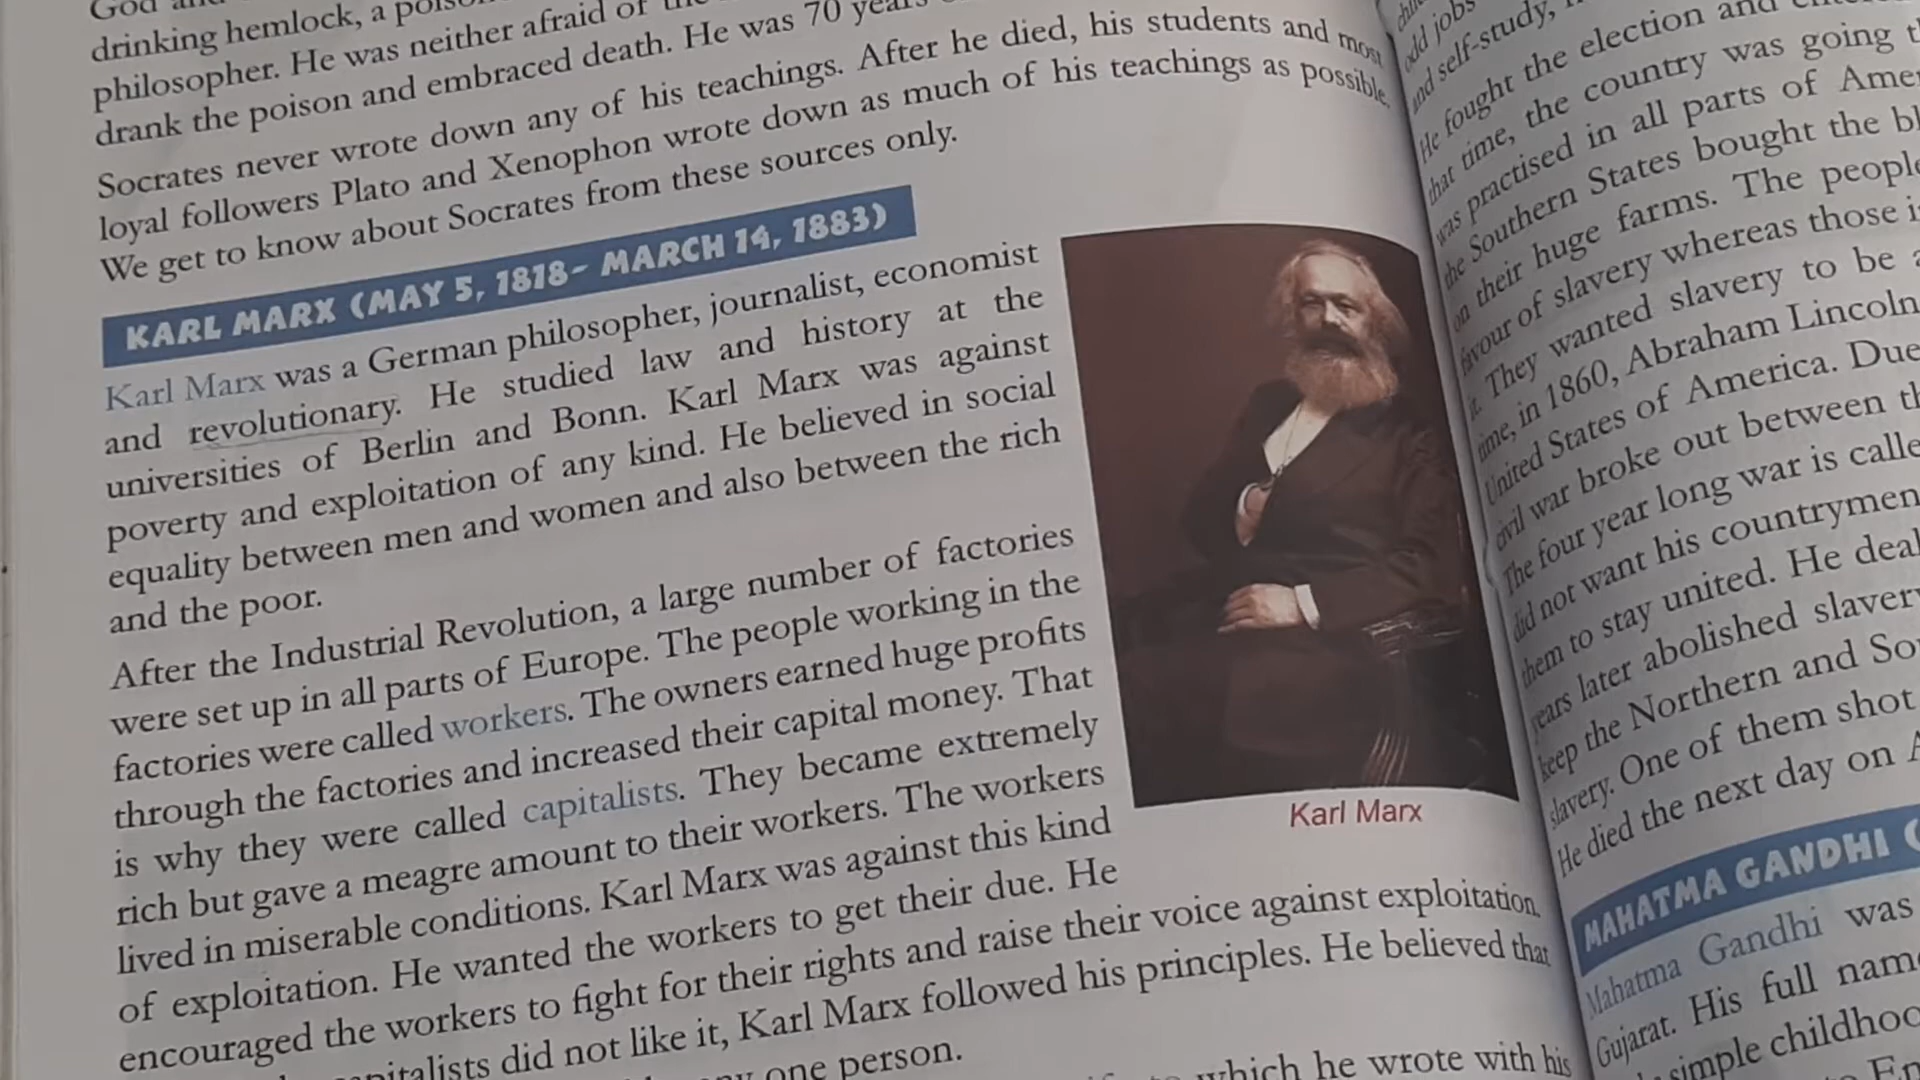 God
drinking hemlock, a
philosopher. He was neither afraid of
drank the poison and embraced death. He was 70 years
Socrates never wrote down any of his teachings. After he died, his students and most
loyal followers Plato and Xenophon wrote down as much of his teachings as possible.
We get to know about Socrates from these sources only.
KARL MARX (MAY 5, 1818- MARCH 14, 1883)
Karl Marx was a German philosopher, journalist, economist
and revolutionary. He studied law and history at the
universities of Berlin and Bonn. Karl Marx was against
poverty and exploitation of any kind. He believed in social
equality between men and women and also between the rich
and the poor.
After the Industrial Revolution, a large number of factories
were set up in all parts of Europe. The people working in the
factories were called workers. The owners earned huge profits
through the factories and increased their capital money. That
is why they were called capitalists. They became extremely
rich but gave a meagre amount to their workers. The workers
lived in miserable conditions. Karl Marx was against this kind
of exploitation. He wanted the workers to get their due. He
encouraged the workers to fight for their rights and raise their voice against exploitation.
did not like it, Karl Marx followed his principles. He believed that
one person.
which he wrote with his
Karl Marx
odd jobs
and self-study,
He fought the election and
that time, the country was going
was practised in all parts of
the Southern States bought the
on their huge farms. The
favour of slavery whereas those
it. They wanted slavery to be
time, in 1860, Abraham Lincoln
United States of America. Due
civil war broke out between
The four year long war is
did not want his countrymen
them to stay united. He
years later abolished
keep the Northern and
slavery. One of them shot
He died the next day on
MAHATMA GANDHI (
Mahatma Gandhi was
Gujarat. His full
simple